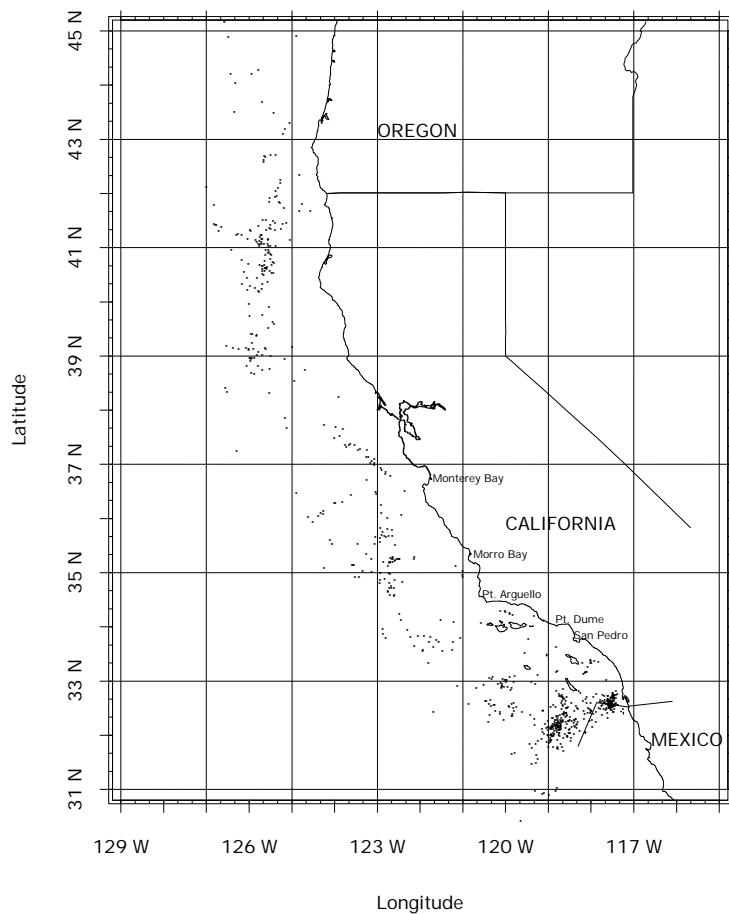 45 N
43 N
OREGON
41 N
39 N
Latitude
37 N
Monterey Bay
CALIFORNIA
Morro Bay
35 N
Pt. Arguello
Pt. Dume
San Pedro
33 N
MEXICO
31 N
129 W 126 W 123 W 120 W 117 W
Longitude